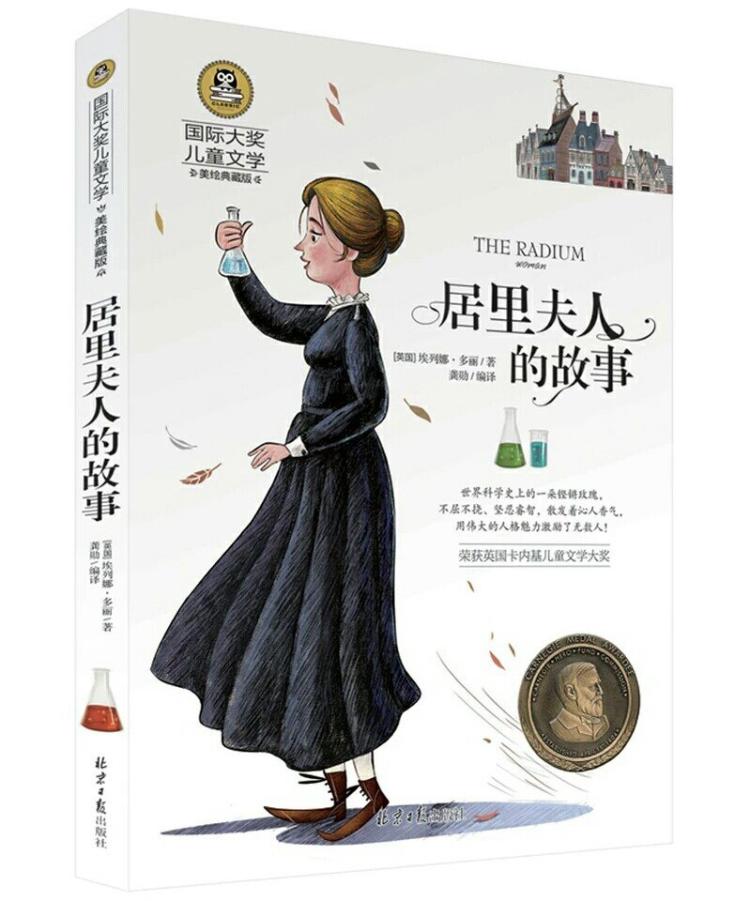 国际大奖儿童文学
美绘典藏版
居里夫人的故事
[英国]埃列娜·多丽/著
龚勋/编译
北京日报出版社
CLASSIC
国际大奖
儿童文学
美绘典藏版
THE RADIUM
WOMAN
居里夫人
的故事
[英国]埃列娜·多丽/著
龚勋/编译
世界科学史上的一朵铿锵玫瑰,
不屈不挠、坚忍睿智,散发着沁人香气,
用伟大的人格魅力激励了无数人!
荣获英国卡内基儿童文学大奖
CARNEGIE MEDAL AWARDED
CARNEGIE HERO FUND COMMISSION
北京日报出版社